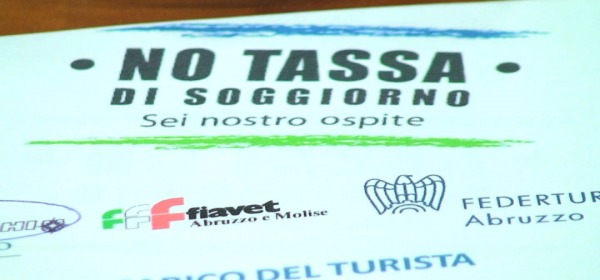 • NO TASSA •
DI SOGGIORNO
Sei nostro ospite
fiavet
Abruzzo e Molise
Abruzzo
DEL TURISTA